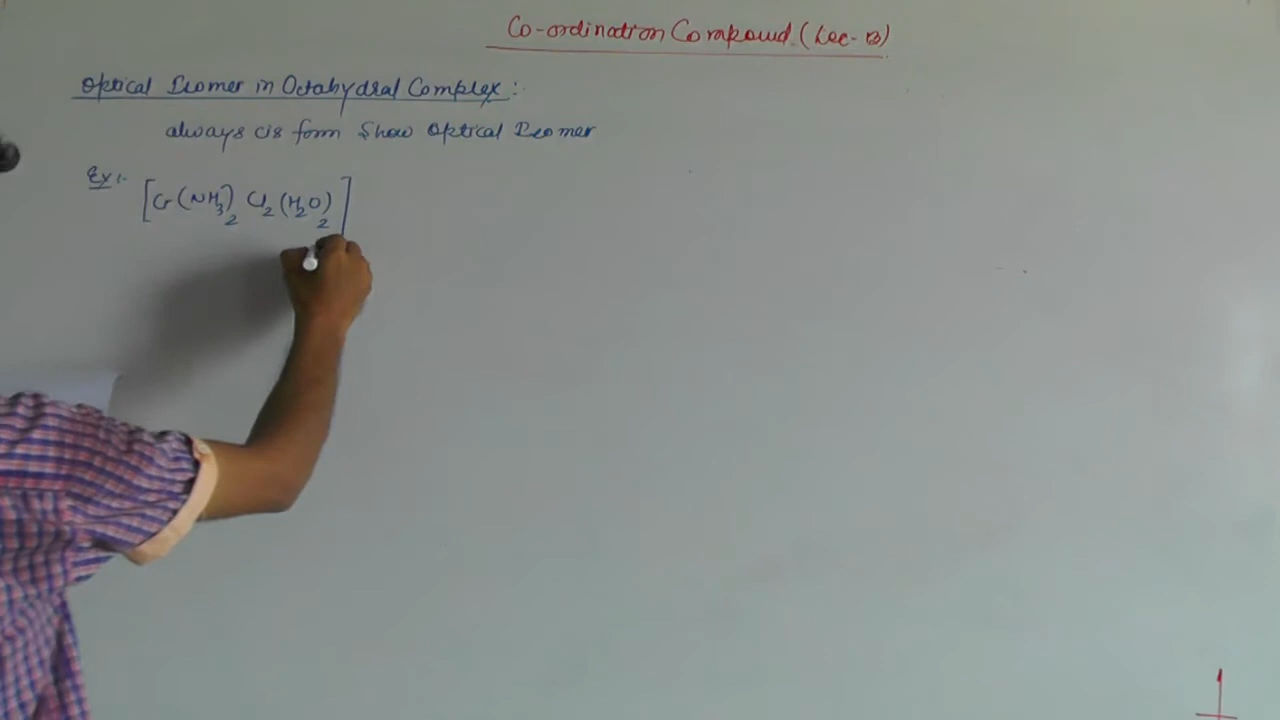 Co-ordination Compound (Lec-13)
Optical Isomer in Octahydral Complex:
always cis form Show Optical Isomer
Ex:- [Cr(NH3)2 Cl2(H2O)2]